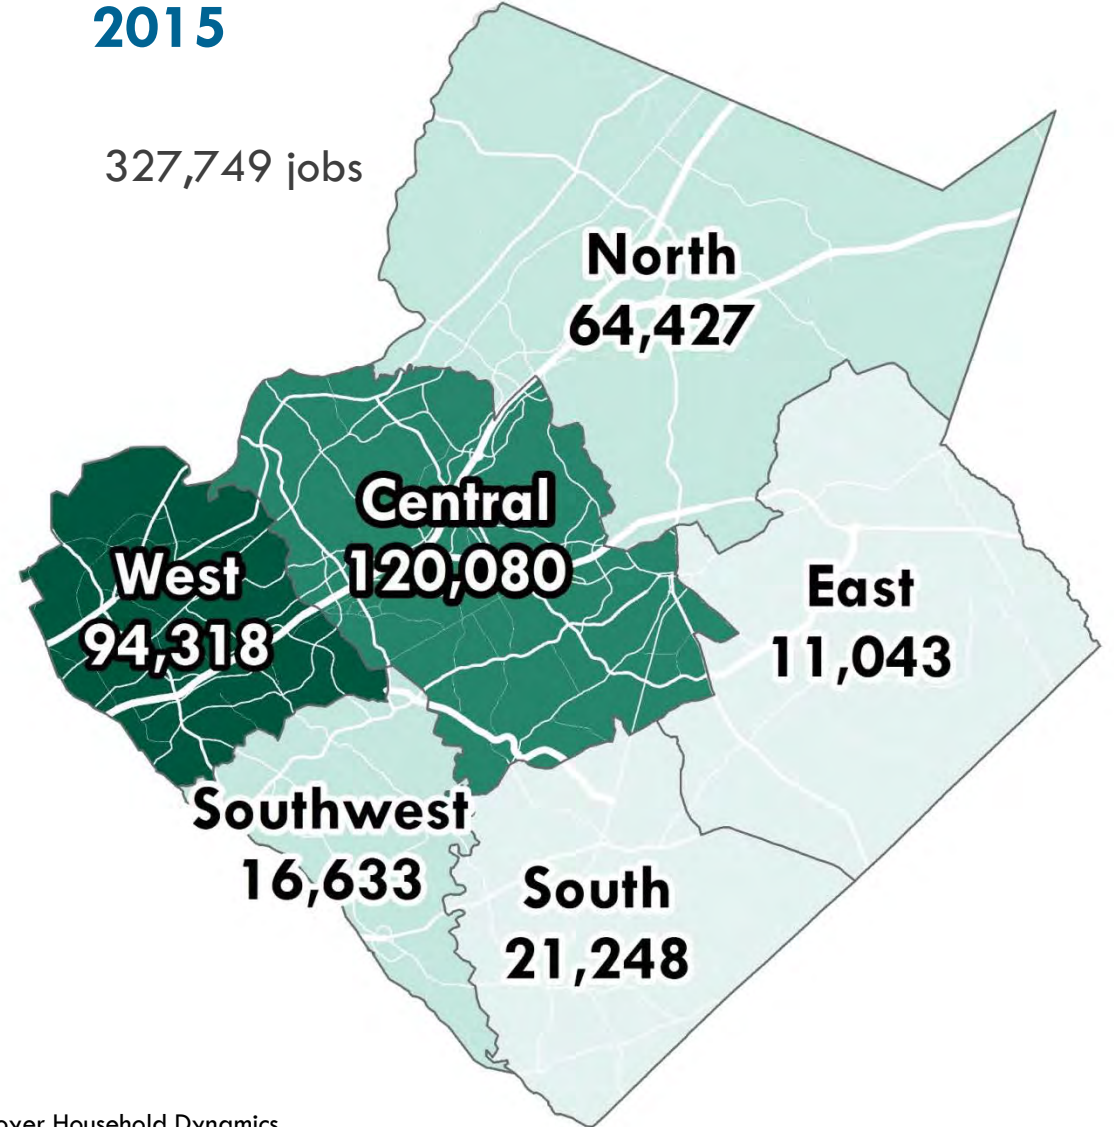 2015
327,749 jobs
North
64,427
Central
120,080
West
94,318
East
11,043
Southwest
16,633
South
21,248
Household Dynamics